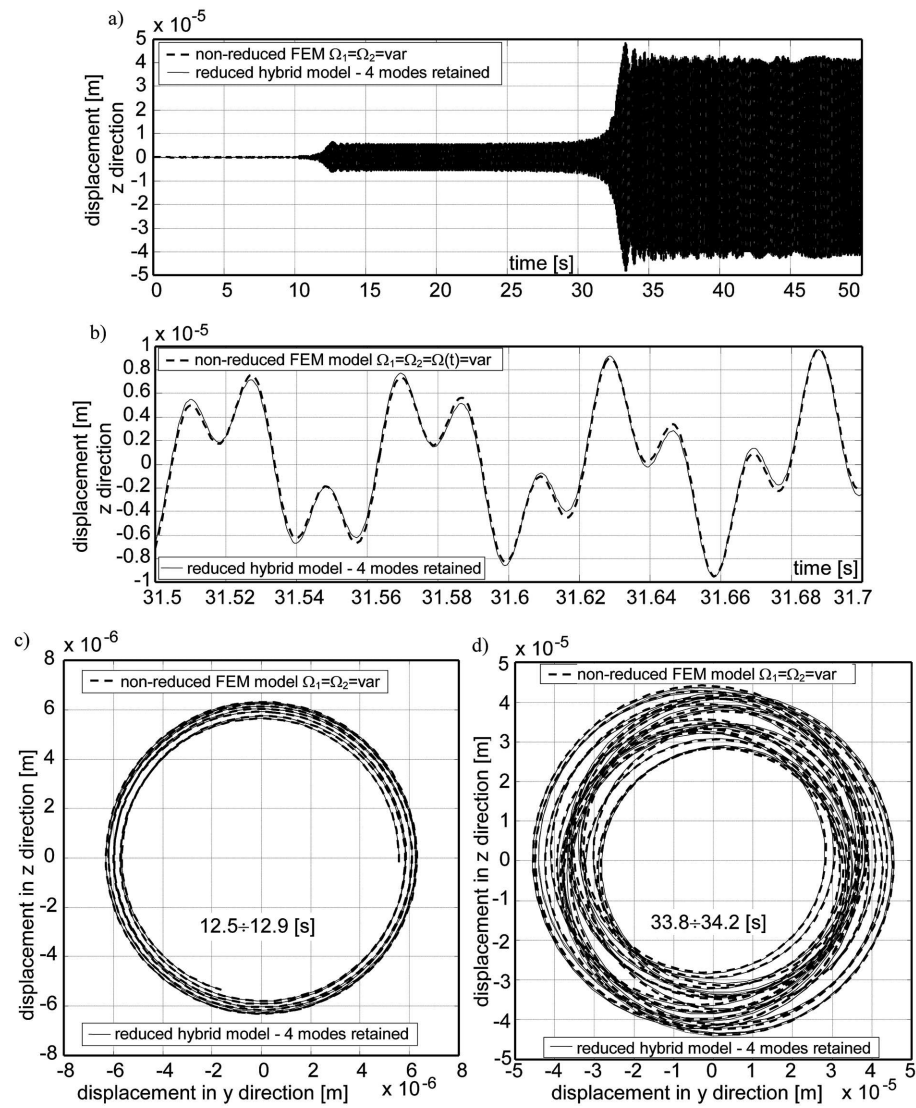 a)
x 10-5
5
4
3
2
1
0
-1
-2
-3
-4
-5
displacement [m]
z direction
non-reduced FEM Ω1=Ω2=var
reduced hybrid model - 4 modes retained
time [s]
0 5 10 15 20 25 30 35 40 45 50
b)
x 10-5
1
0.8
0.6
0.4
0.2
0
-0.2
-0.4
-0.6
-0.8
-1
displacement [m]
z direction
non-reduced FEM model Ω1=Ω2=Ω(t)=var
reduced hybrid model - 4 modes retained
time [s]
31.5 31.52 31.54 31.56 31.58 31.6 31.62 31.64 31.66 31.68 31.7
c)
x 10-6
8
6
4
2
0
-2
-4
-6
-8
displacement in z direction [m]
non-reduced FEM model Ω1=Ω2=var
12.5÷12.9 [s]
reduced hybrid model - 4 modes retained
-8 -6 -4 -2 0 2 4 6 8
displacement in y direction [m] x 10-6
d)
x 10-5
5
4
3
2
1
0
-1
-2
-3
-4
-5
displacement in z direction [m]
non-reduced FEM model Ω1=Ω2=var
33.8÷34.2 [s]
reduced hybrid model - 4 modes retained
-5 -4 -3 -2 -1 0 1 2 3 4 5
displacement in y direction [m] x 10-5